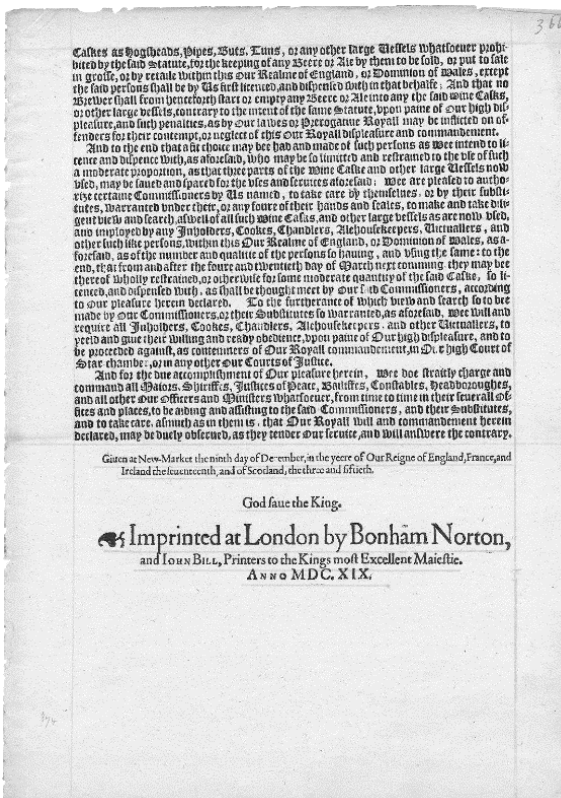 366
Caskes as Hogsheads, Pipes, Buts, Tuns, or any other large Vessels whatsoeuer prohi-
bited by the said Statute, for the keeping of any Beere or Ale by them to be sold, or put to sale
in grosse, or by retaile within this Our Realme of England, or Dominion of Wales, except
the said persons shall be by Us first licenced, and dispensed with in that behalfe; And that no
Brewer shall from henceforth start or empty any Beere or Ale into any the said wine Casks,
or other large vessels, contrary to the intent of the same Statute, vpon paine of Our high dis-
pleasure, and such penalties, as by Our Lawes or Prerogatiue Royall may be inflicted on of-
fenders for their contempt, or neglect of this Our Royall displeasure and commandement.
And to the end that a fit choice may bee had and made of such persons as Wee intend to li-
cence and dispence with, as aforesaid, who may be so limitted and restrained to the vse of such
a moderate proportion, as that three parts of the Wine Caske and other large Vessels now
vsed, may be saued and spared for the vses and seruices aforesaid: Wee are pleased to autho-
rize certaine Commissioners by Us named, to take care by themselues, or by their substi-
tutes, warranted vnder their, or any foure of their hands and seales, to make and take dili-
gent view and search, aswell of all such Wine Casks, and other large vessels as are now vsed,
and imployed by any Inholders, Cookes, Chandlers, Alehousekeepers, Victuallers, and
other such like persons, within this Our Realme of England, or Dominion of Wales, as a-
foresaid, as of the number and qualitie of the persons so hauing, and vsing the same: to the
end, that from and after the foure and twentieth day of March next comming they may bee
thereof wholly restrained, or otherwise for some moderate quantity of the said Caske, so li-
cenced, and dispensed with, as shall be thought meet by Our said Commissioners, according
to Our pleasure herein declared. To the furtherance of which view and search so to bee
made by Our Commissioners, or their Substitutes so warranted, as aforesaid, Wee will and
require all Inholders, Cookes, Chandlers, Alehousekeepers, and other Victuallers, to
yeeld and giue their willing and ready obedience, vpon paine of Our high displeasure, and to
be proceeded against, as contemners of Our Royall commandement, in Our high Court of
Star-chamber, or in any other Our Courts of Justice.
And for the due accomplishment of Our pleasure herein, Wee doe straitly charge and
command all Maiors, Shiriffes, Justices of Peace, Bailiffes, Constables, Headboroughes,
and all other Our Officers and Ministers whatsoeuer, from time to time in their seuerall Of-
fices and places, to be aiding and assisting to the said Commissioners, and their Substitutes,
and to take care, asmuch as in them is, that Our Royall will and commandement herein
declared, may be duely obserued, as they tender Our seruice, and will answere the contrary.
Giuen at New-Market the ninth day of December, in the yeere of Our Reigne of England, France, and
Ireland the seuenteenth, and of Scotland, the three and fiftieth.
God saue the King.
Imprinted at London by Bonham Norton,
and IOHN BILL, Printers to the Kings most Excellent Maiestie.
ANNO MDC. XIX.